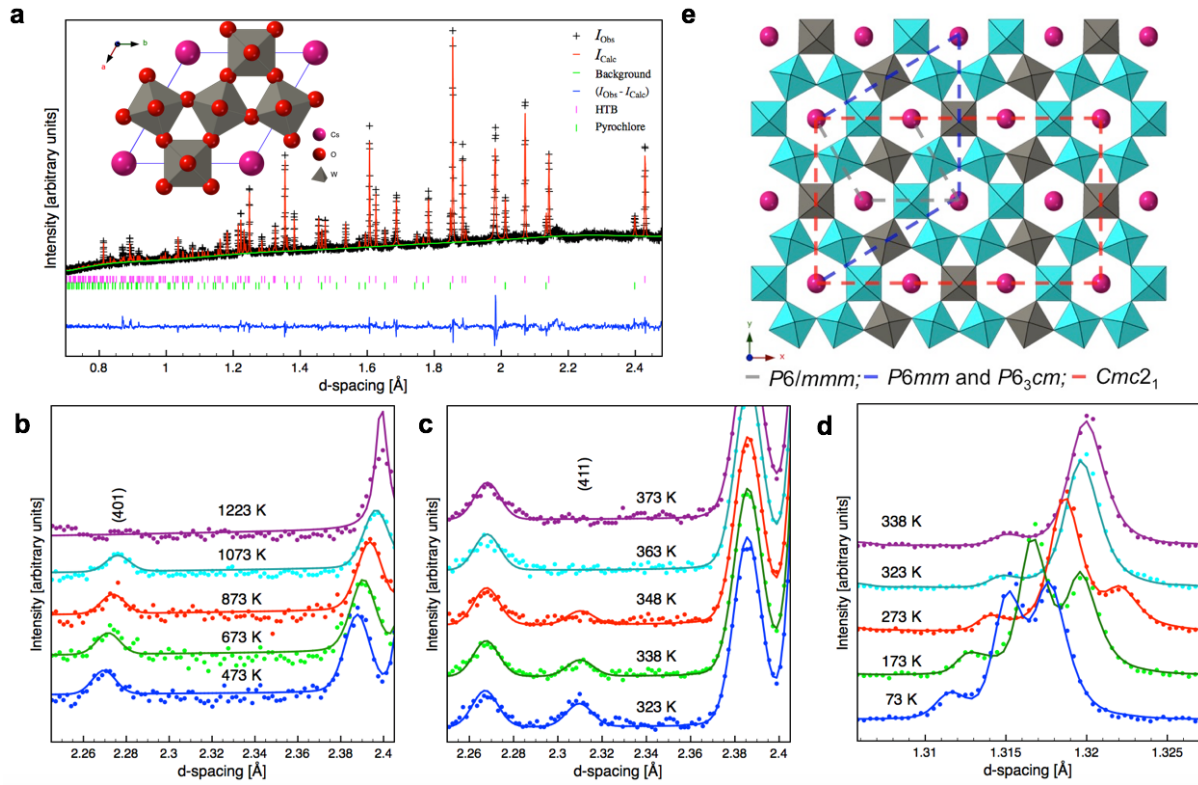 a
b
a
Cs
O
W
I_Obs
I_Calc
Background
(I_Obs - I_Calc)
HTB
Pyrochlore
Intensity [arbitrary units]
0.8 1 1.2 1.4 1.6 1.8 2 2.2 2.4
d-spacing [Å]
e
y
x
P6/mmm; P6mm and P6₃cm; Cmc2₁
b
(401)
1223 K
1073 K
873 K
673 K
473 K
Intensity [arbitrary units]
2.26 2.28 2.3 2.32 2.34 2.36 2.38 2.4
d-spacing [Å]
c
(411)
373 K
363 K
348 K
338 K
323 K
Intensity [arbitrary units]
2.26 2.28 2.3 2.32 2.34 2.36 2.38 2.4
d-spacing [Å]
d
338 K
323 K
273 K
173 K
73 K
Intensity [arbitrary units]
1.31 1.315 1.32 1.325
d-spacing [Å]